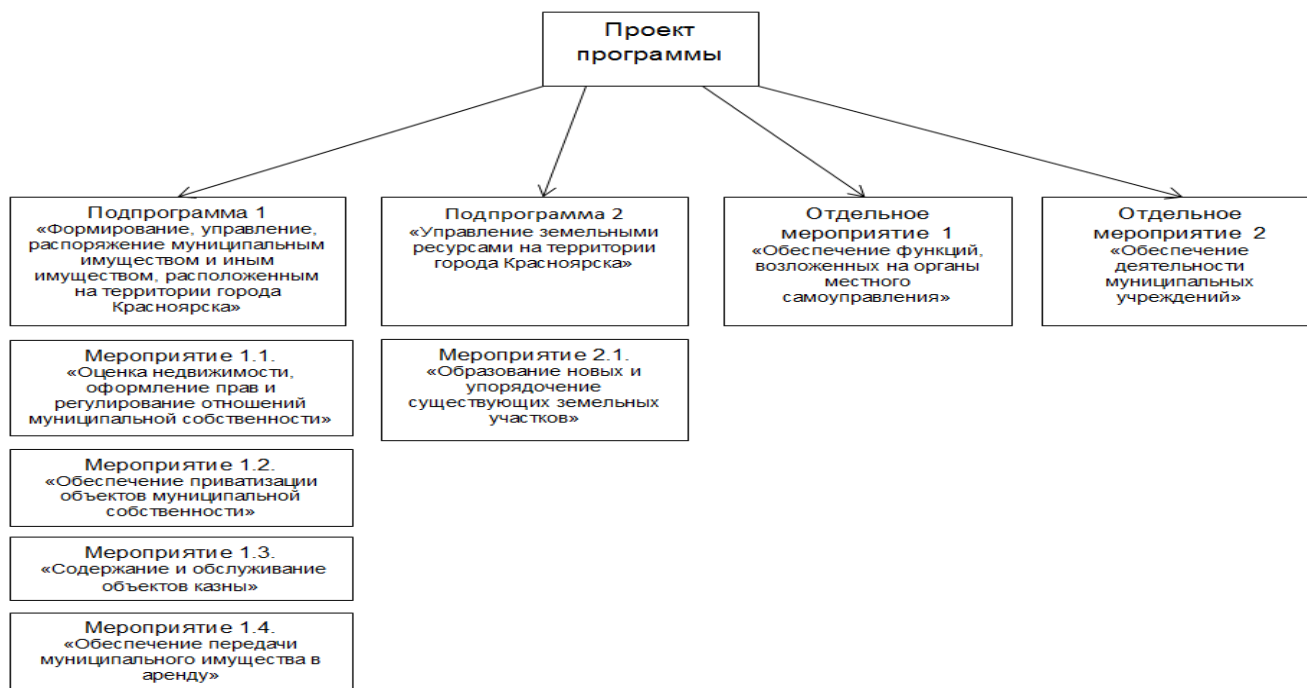 Проект
программы
Подпрограмма 1
«Формирование, управление,
распоряжение муниципальным
имуществом и иным
имуществом, расположенным
на территории города
Красноярска»
Подпрограмма 2
«Управление земельными
ресурсами на территории
города Красноярска»
Отдельное
мероприятие 1
«Обеспечение функций,
возложенных на органы
местного
самоуправления»
Отдельное
мероприятие 2
«Обеспечение
деятельности
муниципальных
учреждений»
Мероприятие 1.1.
«Оценка недвижимости,
оформление прав и
регулирование отношений
муниципальной собственности»
Мероприятие 2.1.
«Образование новых и
упорядочение
существующих земельных
участков»
Мероприятие 1.2.
«Обеспечение приватизации
объектов муниципальной
собственности»
Мероприятие 1.3.
«Содержание и обслуживание
объектов казны»
Мероприятие 1.4.
«Обеспечение передачи
муниципального имущества в
аренду»